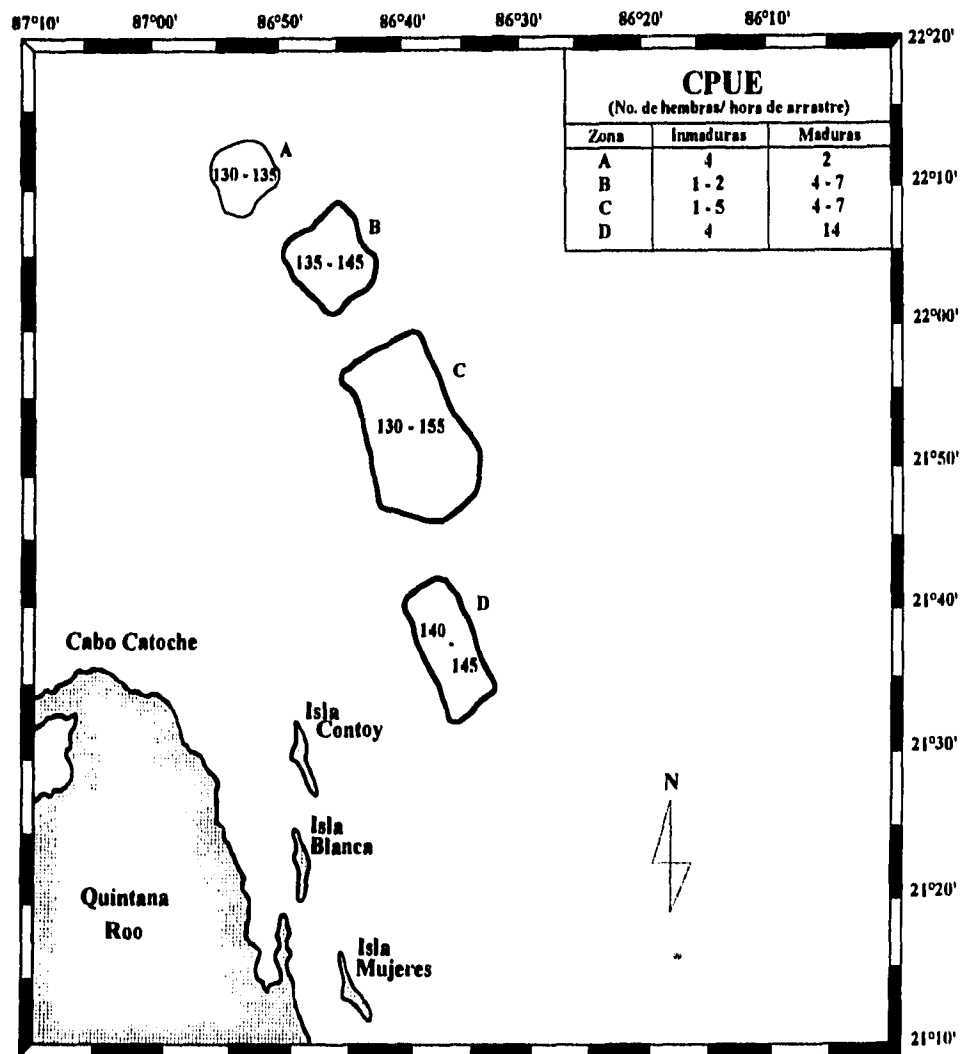 87°10' 87°00' 86°50' 86°40' 86°30' 86°20' 86°10'
22°20'
CPUE
(No. de hembras/ hora de arrastre)
Zona Inmaduras Maduras
A 4 2
B 1 - 2 4 - 7
C 1 - 5 4 - 7
D 4 14
A
130 - 135
22°10'
B
135 - 145
22°00'
C
130 - 155
21°50'
21°40'
D
140 -
145
Cabo Catoche
Isla
Contoy
21°30'
N
Isla
Blanca
21°20'
Quintana
Roo
Isla
Mujeres
21°10'